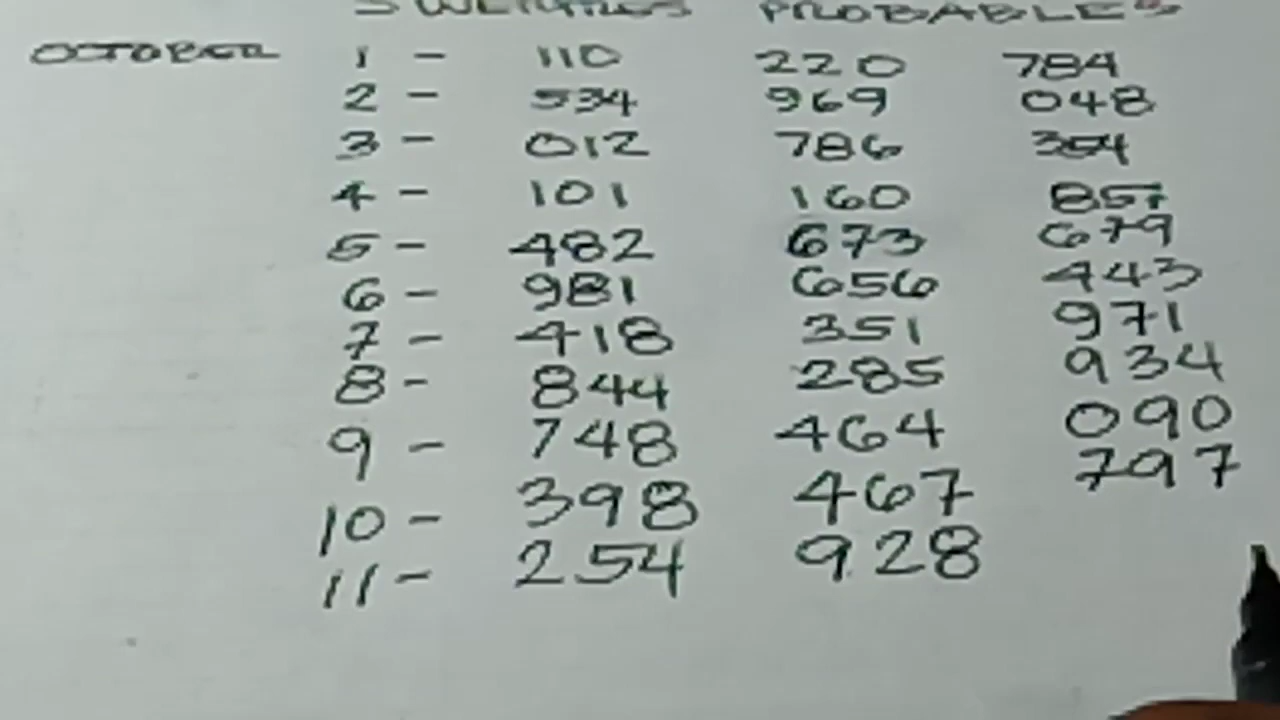 PROBABLES
OCTOBER 1 - 110 220 784
2 - 534 969 048
3 - 012 786 354
4 - 101 160 857
5 - 482 673 679
6 - 981 656 443
7 - 418 351 971
8 - 844 285 934
9 - 748 464 090
10 - 398 467 797
11 - 254 928